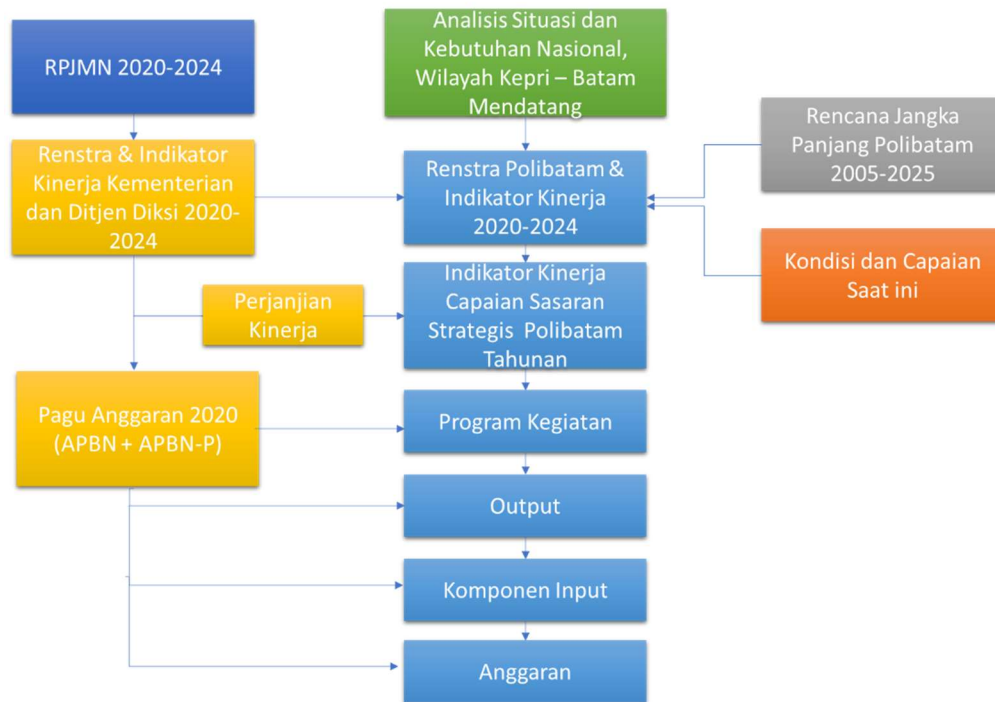 RPJMN 2020-2024
Analisis Situasi dan
Kebutuhan Nasional,
Wilayah Kepri – Batam
Mendatang
Rencana Jangka
Panjang Polibatam
2005-2025
Renstra & Indikator
Kinerja Kementerian
dan Ditjen Diksi 2020-
2024
Renstra Polibatam &
Indikator Kinerja
2020-2024
Kondisi dan Capaian
Saat ini
Perjanjian
Kinerja
Indikator Kinerja
Capaian Sasaran
Strategis Polibatam
Tahunan
Pagu Anggaran 2020
(APBN + APBN-P)
Program Kegiatan
Output
Komponen Input
Anggaran